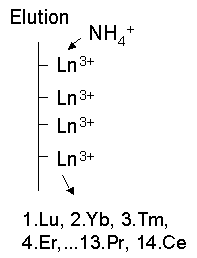 Elution
NH₄⁺
Ln³⁺
Ln³⁺
Ln³⁺
Ln³⁺
1.Lu, 2.Yb, 3.Tm,
4.Er,...13.Pr, 14.Ce